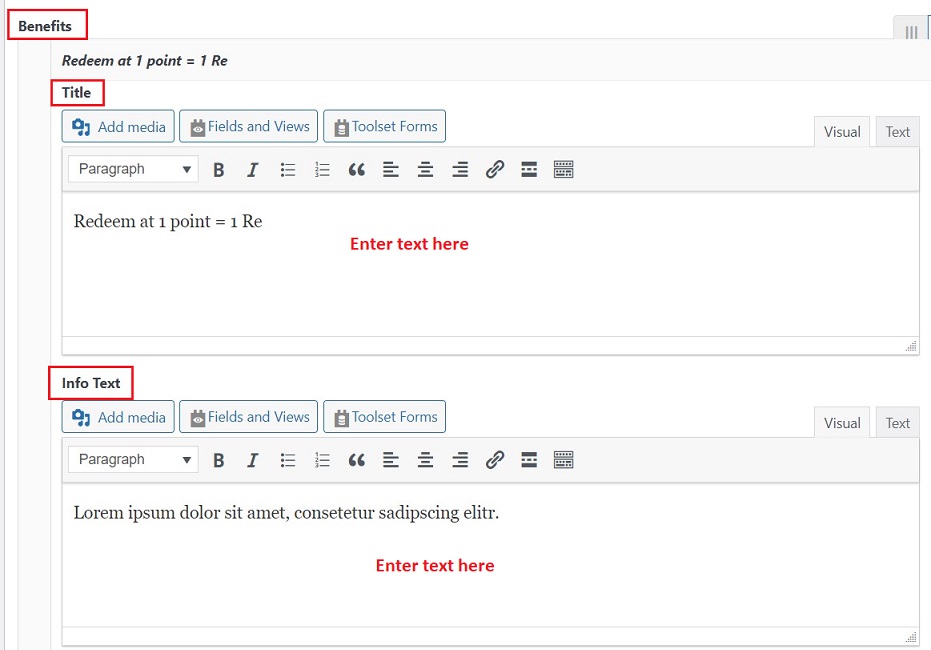 Benefits
Redeem at 1 point = 1 Re
Title
Add media Fields and Views Toolset Forms
Visual Text
Paragraph B I
Redeem at 1 point = 1 Re
Enter text here
Info Text
Add media Fields and Views Toolset Forms
Visual Text
Paragraph B I
Lorem ipsum dolor sit amet, consetetur sadipscing elitr.
Enter text here